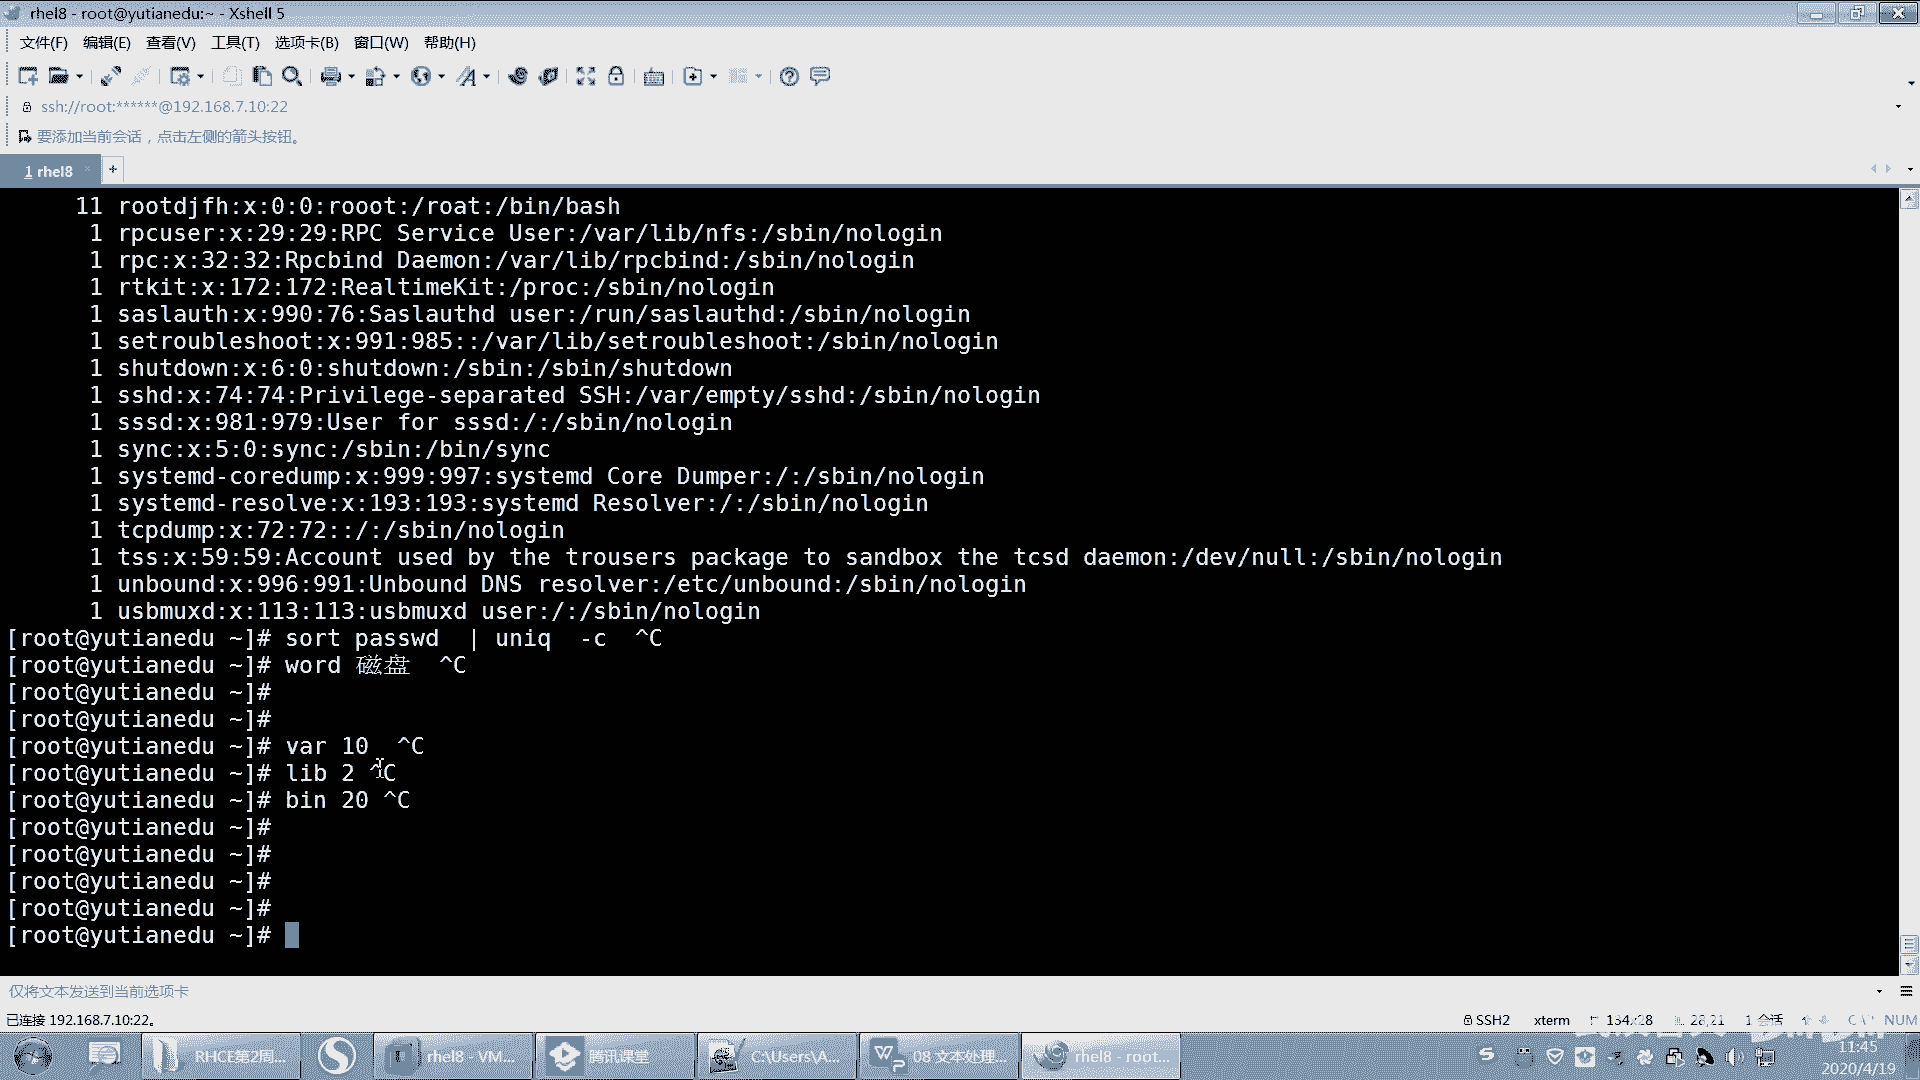 rhel8 - root@yutianedu:~ - Xshell 5
文件(F) 编辑(E) 查看(V) 工具(T) 选项卡(B) 窗口(W) 帮助(H)
ssh://root:******@192.168.7.10:22
要添加当前会话，点击左侧的箭头按钮。
1 rhel8
11 rootdjfh:x:0:0:rooot:/roat:/bin/bash
1 rpcuser:x:29:29:RPC Service User:/var/lib/nfs:/sbin/nologin
1 rpc:x:32:32:Rpcbind Daemon:/var/lib/rpcbind:/sbin/nologin
1 rtkit:x:172:172:RealtimeKit:/proc:/sbin/nologin
1 saslauth:x:990:76:Saslauthd user:/run/saslauthd:/sbin/nologin
1 setroubleshoot:x:991:985::/var/lib/setroubleshoot:/sbin/nologin
1 shutdown:x:6:0:shutdown:/sbin:/sbin/shutdown
1 sshd:x:74:74:Privilege-separated SSH:/var/empty/sshd:/sbin/nologin
1 sssd:x:981:979:User for sssd:/:/sbin/nologin
1 sync:x:5:0:sync:/sbin:/bin/sync
1 systemd-coredump:x:999:997:systemd Core Dumper:/:/sbin/nologin
1 systemd-resolve:x:193:193:systemd Resolver:/:/sbin/nologin
1 tcpdump:x:72:72::/:/sbin/nologin
1 tss:x:59:59:Account used by the trousers package to sandbox the tcsd daemon:/dev/null:/sbin/nologin
1 unbound:x:996:991:Unbound DNS resolver:/etc/unbound:/sbin/nologin
1 usbmuxd:x:113:113:usbmuxd user:/:/sbin/nologin
[root@yutianedu ~]# sort passwd  | uniq  -c  ^C
[root@yutianedu ~]# word 磁盘  ^C
[root@yutianedu ~]#
[root@yutianedu ~]#
[root@yutianedu ~]# var 10  ^C
[root@yutianedu ~]# lib 2 ^C
[root@yutianedu ~]# bin 20 ^C
[root@yutianedu ~]#
[root@yutianedu ~]#
[root@yutianedu ~]#
[root@yutianedu ~]#
[root@yutianedu ~]#
仅将文本发送到当前选项卡
已连接 192.168.7.10:22。 SSH2 xterm 134x28 28,21 1 会话 NUM
RHCE第2周... rhel8 - VM... 腾讯课堂 C:\Users\A... 08 文本处理... rhel8 - root...
11:45
2020/4/19